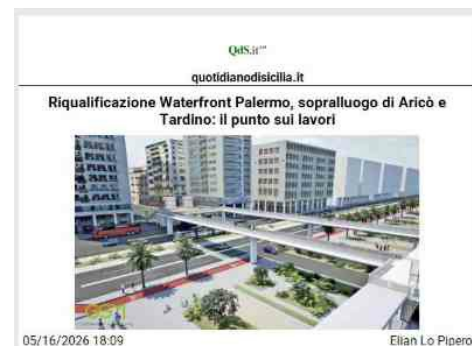 QdS.it
quotidianodisicilia.it
Riqualificazione Waterfront Palermo, sopralluogo di Aricò e
Tardino: il punto sui lavori
05/16/2026 18:09
Elian Lo Pipero